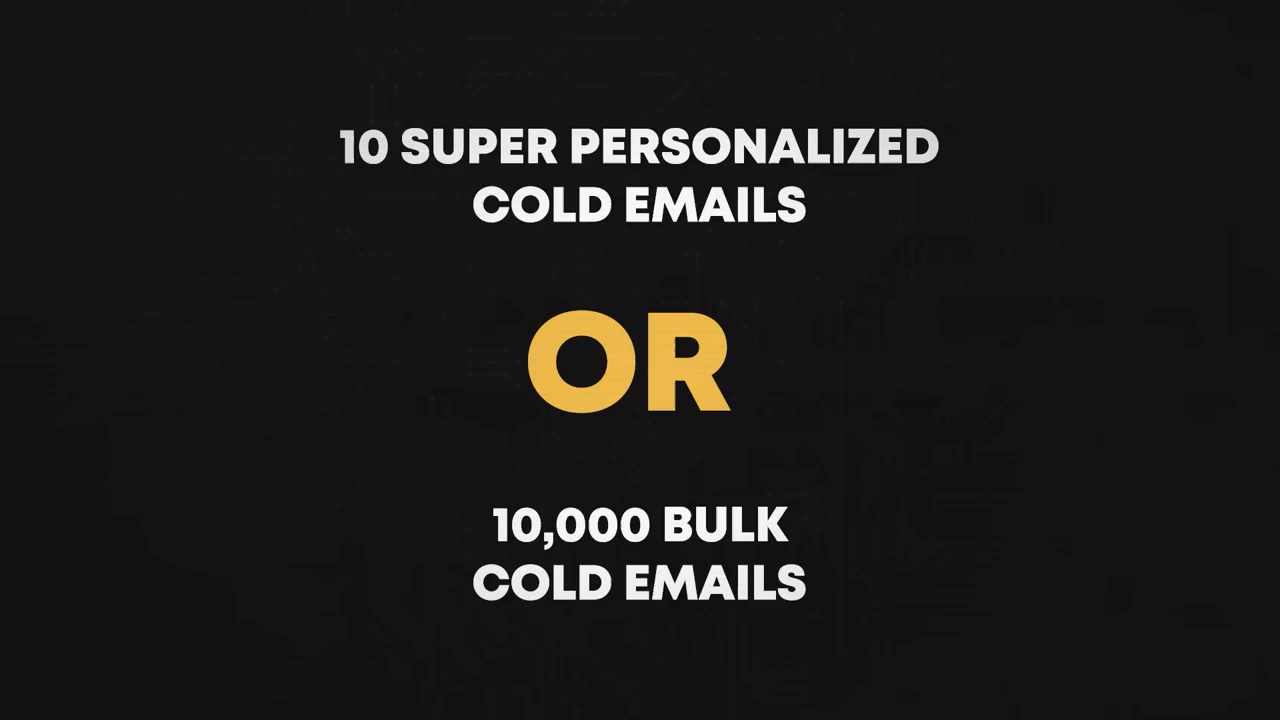 10 SUPER PERSONALIZED
COLD EMAILS
OR
10,000 BULK
COLD EMAILS